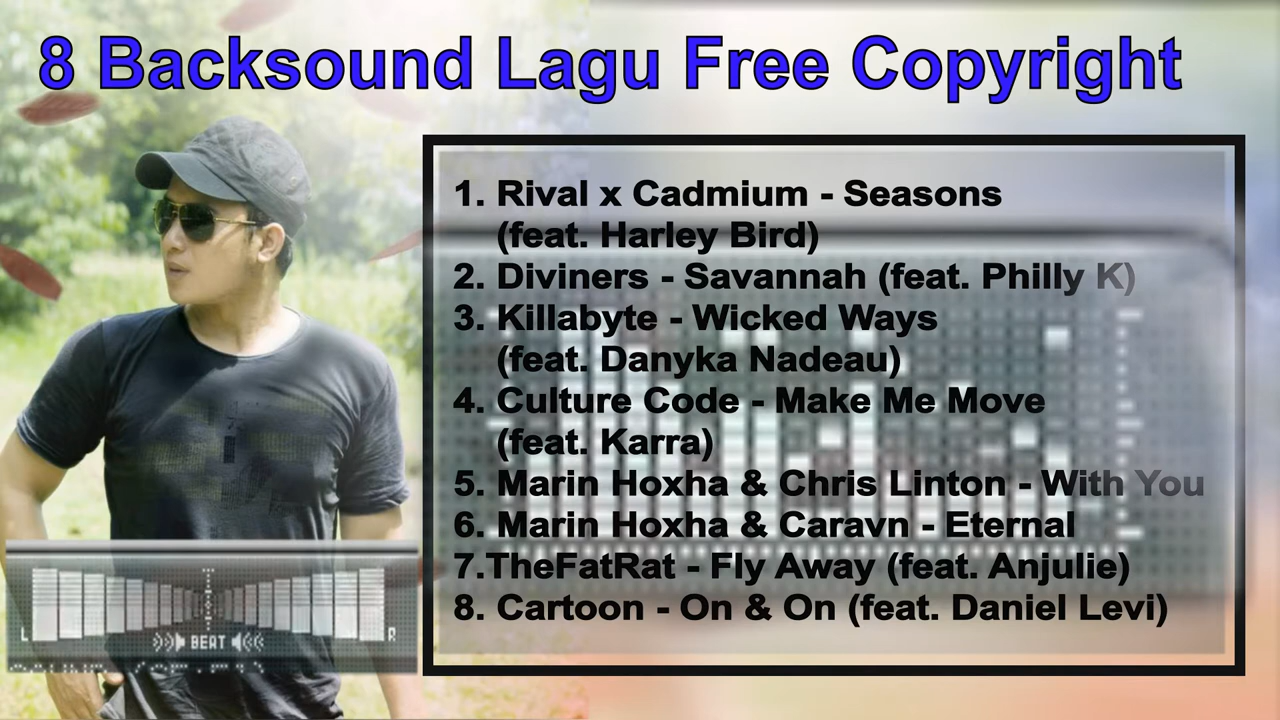 8 Backsound Lagu Free Copyright
1. Rival x Cadmium - Seasons
(feat. Harley Bird)
2. Diviners - Savannah (feat. Philly K)
3. Killabyte - Wicked Ways
(feat. Danyka Nadeau)
4. Culture Code - Make Me Move
(feat. Karra)
5. Marin Hoxha & Chris Linton - With You
6. Marin Hoxha & Caravn - Eternal
7.TheFatRat - Fly Away (feat. Anjulie)
8. Cartoon - On & On (feat. Daniel Levi)
L R
BEAT